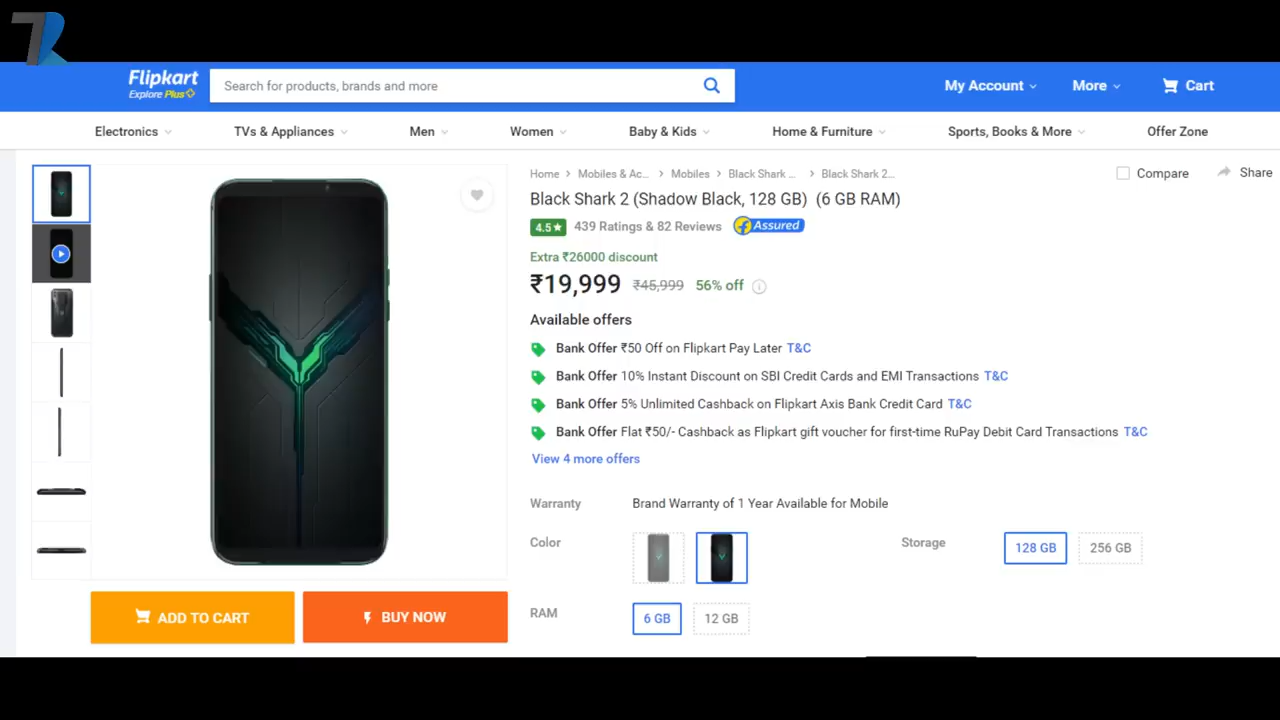 Flipkart
Explore Plus
Search for products, brands and more
My Account
More
Cart
Electronics
TVs & Appliances
Men
Women
Baby & Kids
Home & Furniture
Sports, Books & More
Offer Zone
Home > Mobiles & Ac... > Mobiles > Black Shark ... > Black Shark 2...
Compare
Share
Black Shark 2 (Shadow Black, 128 GB) (6 GB RAM)
4.5 ★ 439 Ratings & 82 Reviews f Assured
Extra ₹26000 discount
₹19,999 ₹45,999 56% off
Available offers
Bank Offer ₹50 Off on Flipkart Pay Later T&C
Bank Offer 10% Instant Discount on SBI Credit Cards and EMI Transactions T&C
Bank Offer 5% Unlimited Cashback on Flipkart Axis Bank Credit Card T&C
Bank Offer Flat ₹50/- Cashback as Flipkart gift voucher for first-time RuPay Debit Card Transactions T&C
View 4 more offers
Warranty Brand Warranty of 1 Year Available for Mobile
Color
Storage 128 GB 256 GB
RAM 6 GB 12 GB
ADD TO CART
BUY NOW